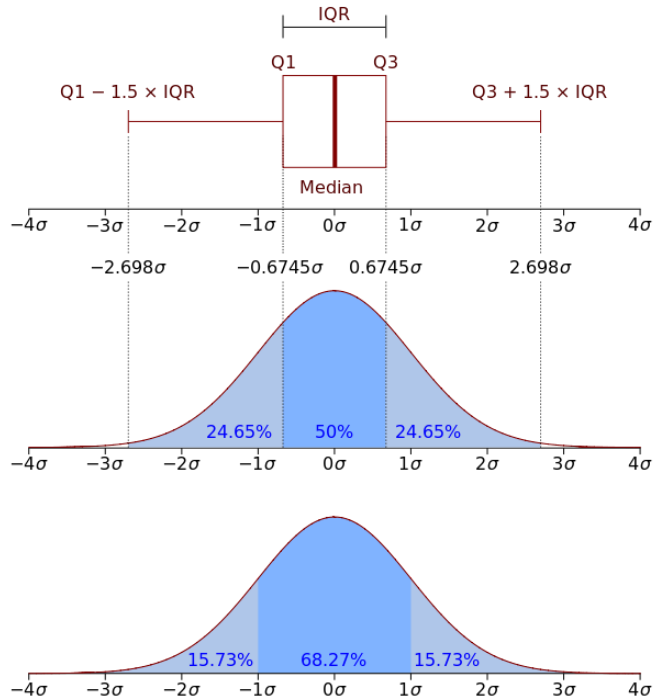 IQR
Q1 Q3
Q1 − 1.5 × IQR Q3 + 1.5 × IQR
Median
−4σ −3σ −2σ −1σ 0σ 1σ 2σ 3σ 4σ
−2.698σ −0.6745σ 0.6745σ 2.698σ
24.65% 50% 24.65%
−4σ −3σ −2σ −1σ 0σ 1σ 2σ 3σ 4σ
15.73% 68.27% 15.73%
−4σ −3σ −2σ −1σ 0σ 1σ 2σ 3σ 4σ